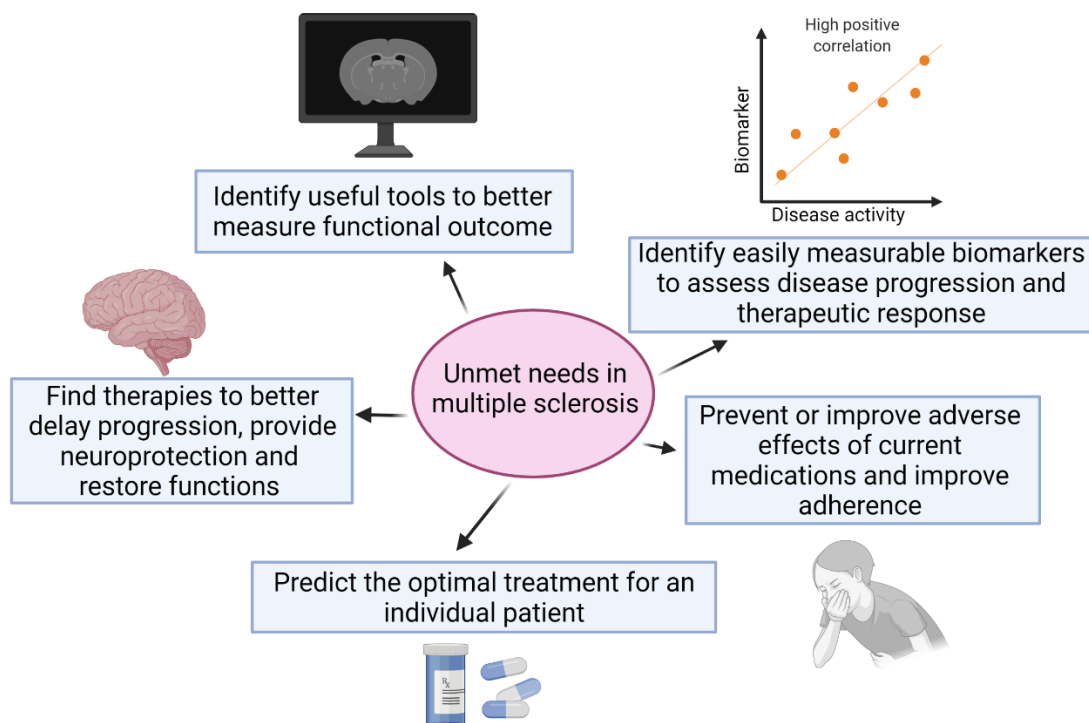 High positive
correlation
Biomarker
Disease activity
Identify useful tools to better
measure functional outcome
Identify easily measurable biomarkers
to assess disease progression and
therapeutic response
Unmet needs in
multiple sclerosis
Find therapies to better
delay progression, provide
neuroprotection and
restore functions
Prevent or improve adverse
effects of current
medications and improve
adherence
Predict the optimal treatment for an
individual patient
Rx